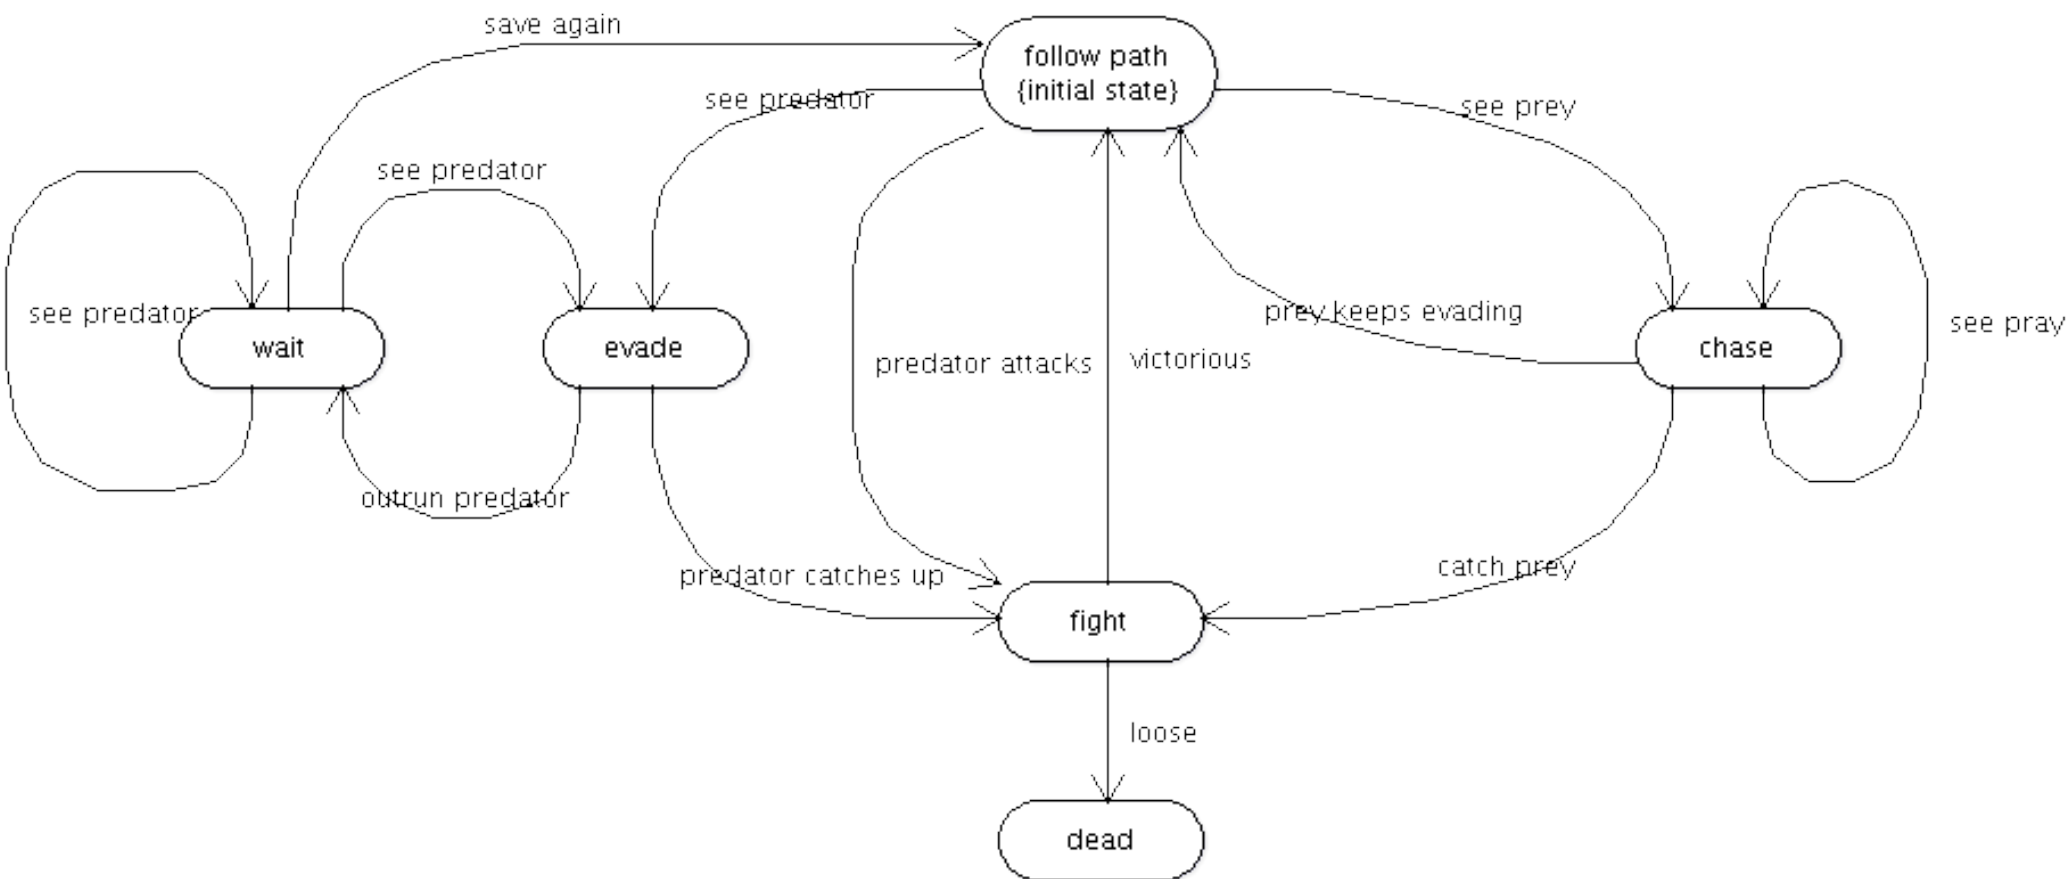 save again
follow path
{initial state}
see predator
see prey
see predator
see predator
wait
evade
predator attacks
victorious
prey keeps evading
chase
see pray
outrun predator
predator catches up
catch prey
fight
loose
dead